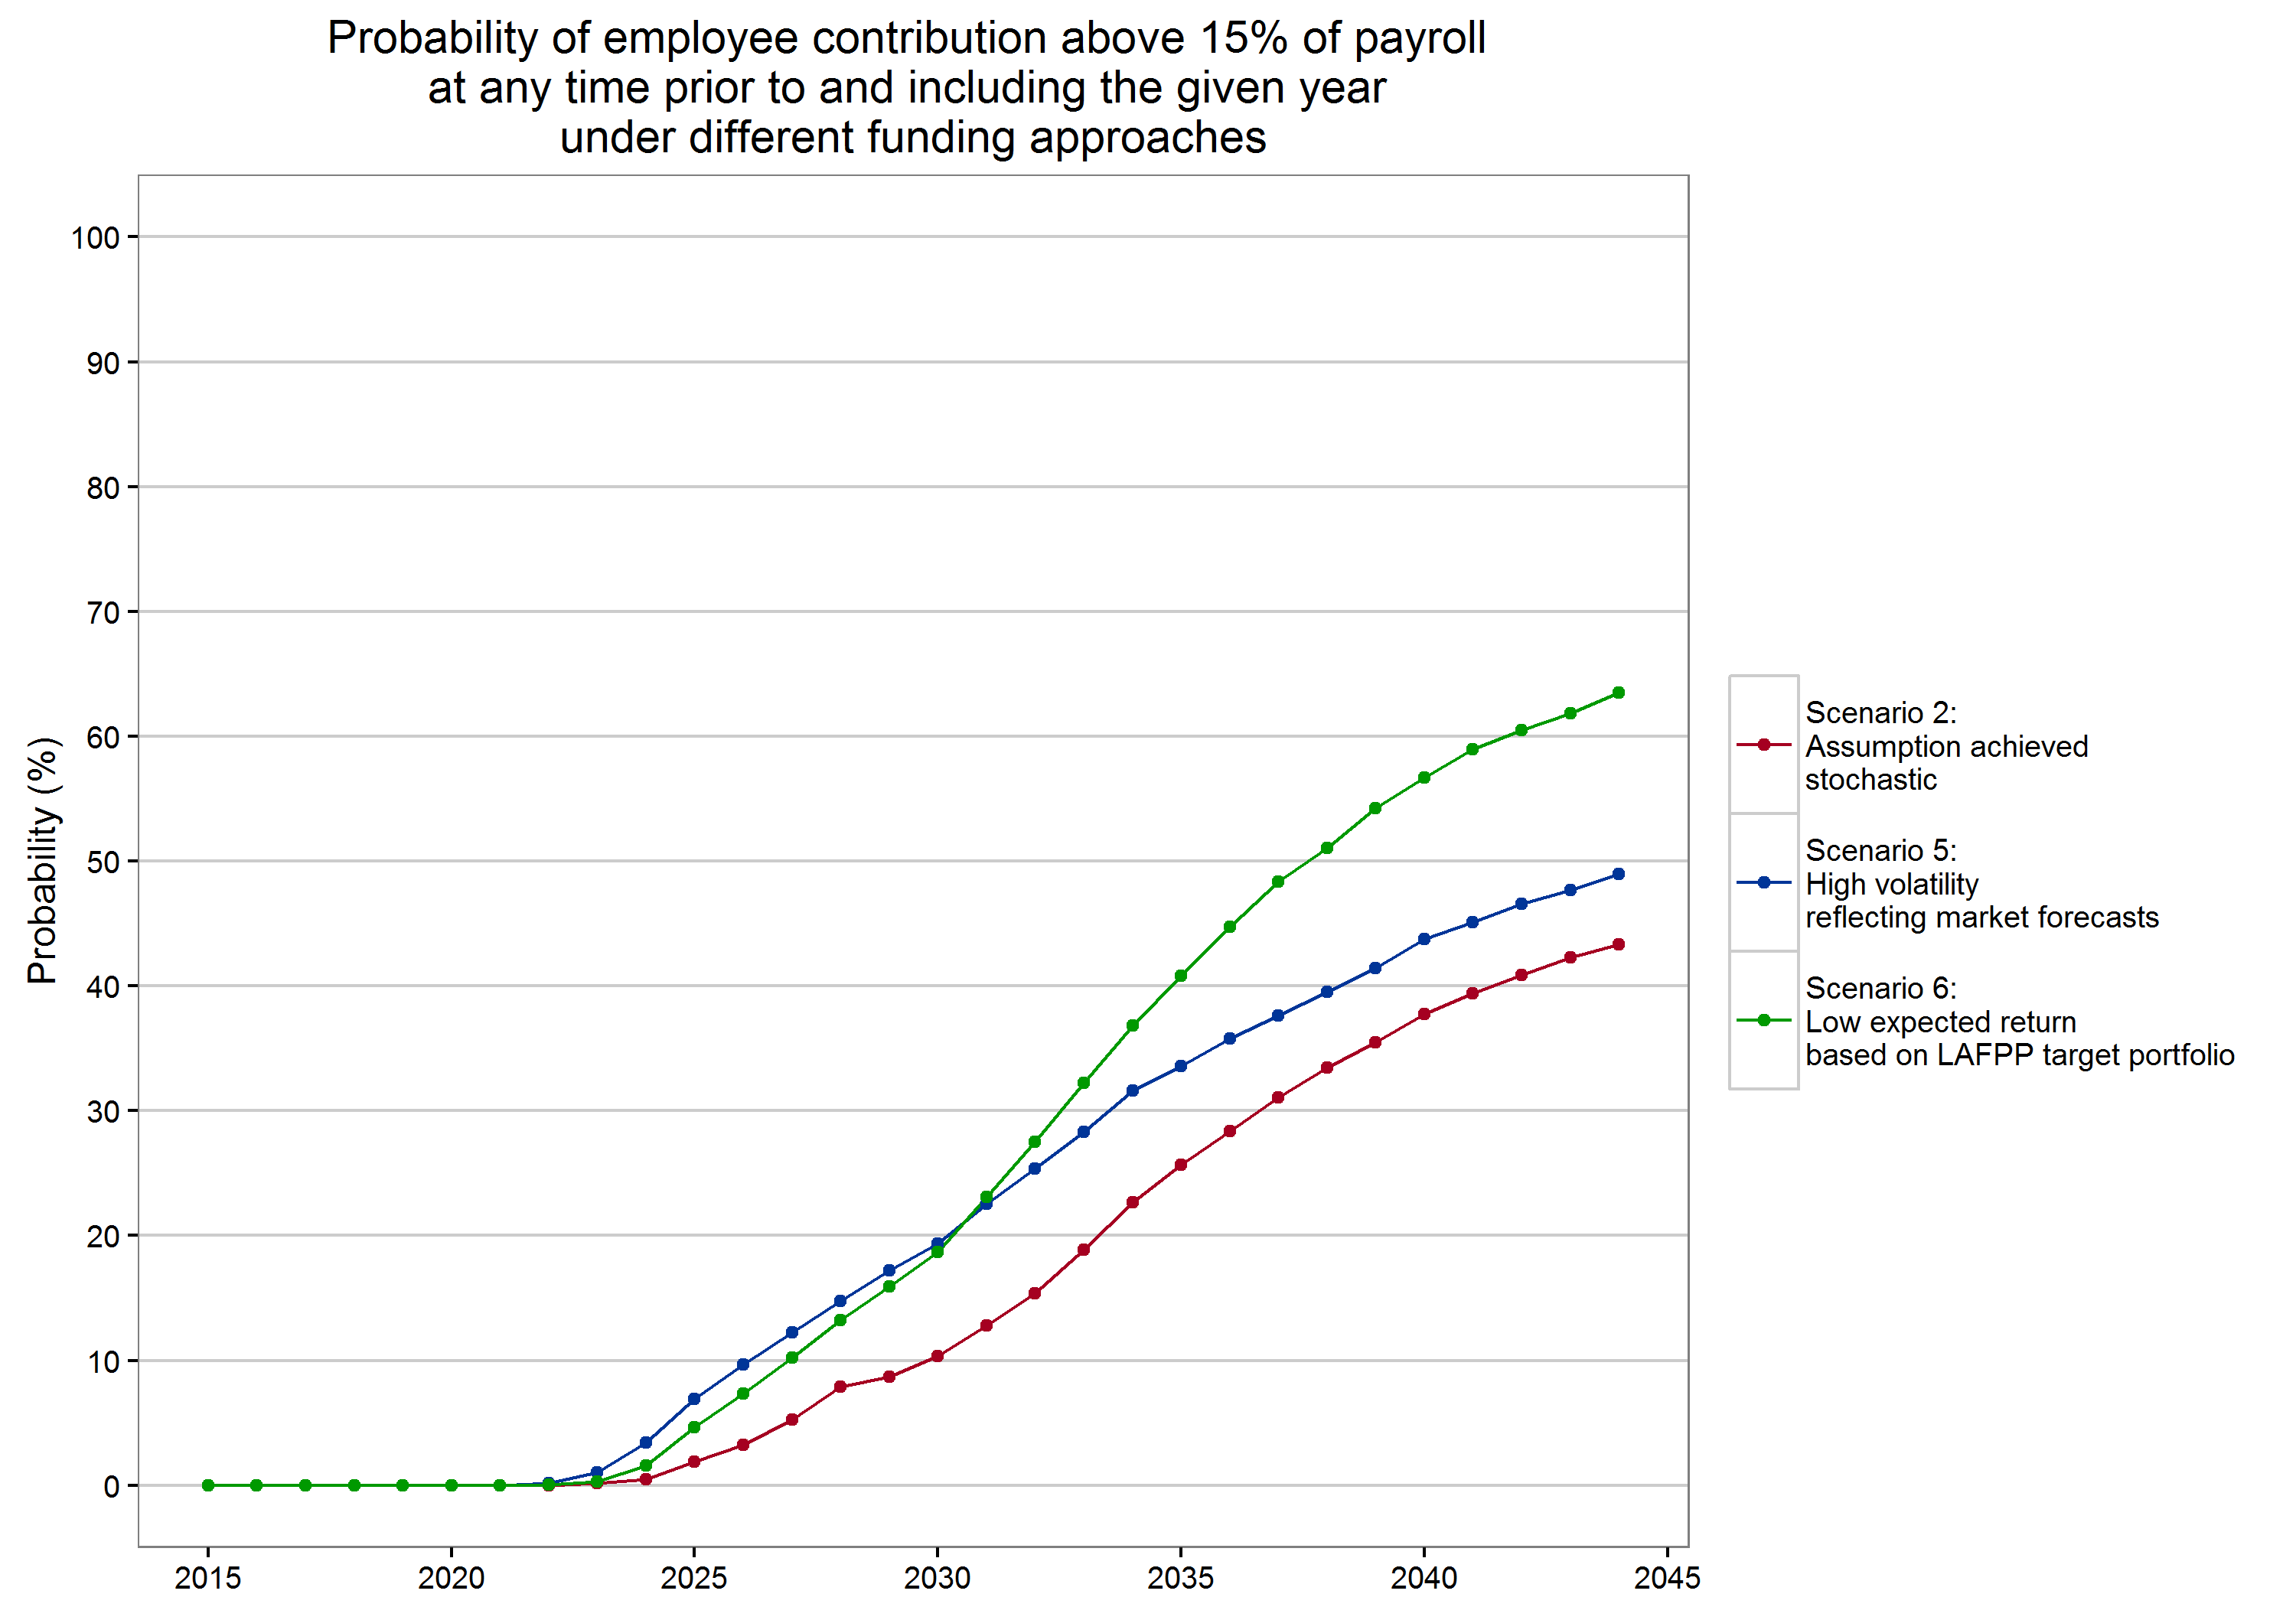 Probability of employee contribution above 15% of payroll
at any time prior to and including the given year
under different funding approaches
Probability (%)
100
90
80
70
60
50
40
30
20
10
0
2015
2020
2025
2030
2035
2040
2045
Scenario 2:
Assumption achieved
stochastic
Scenario 5:
High volatility
reflecting market forecasts
Scenario 6:
Low expected return
based on LAFPP target portfolio